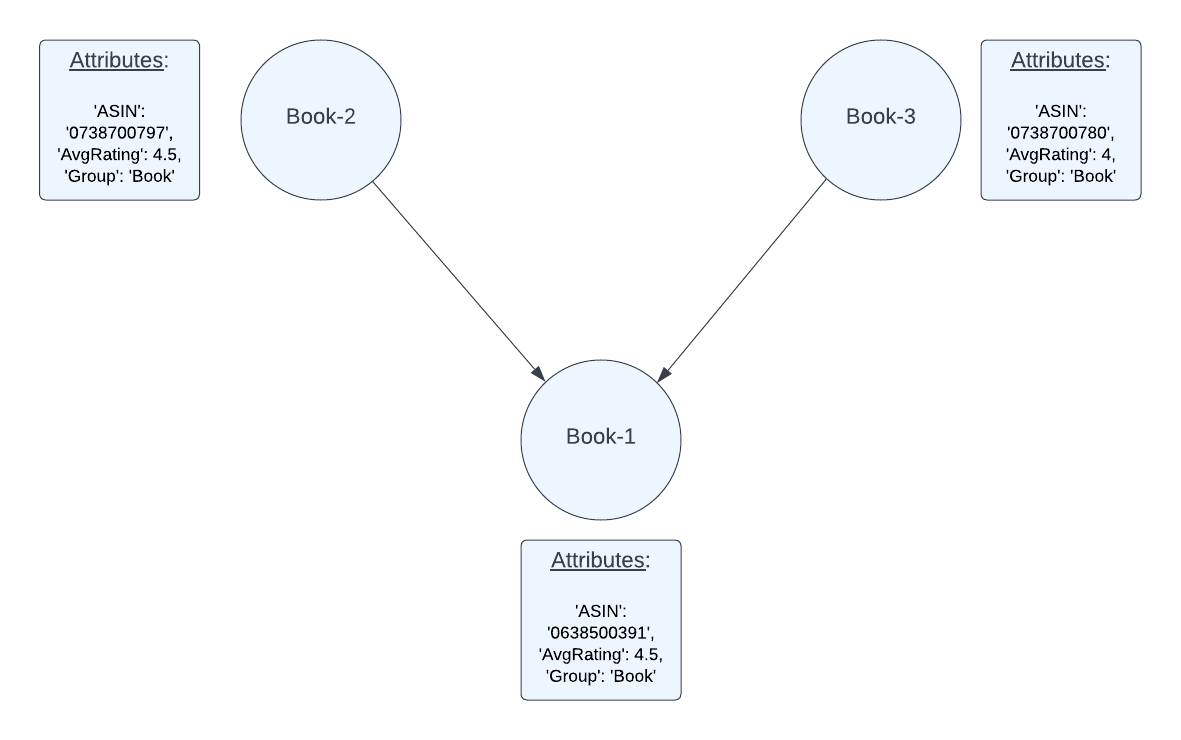 Attributes:
'ASIN':
'0738700797',
'AvgRating': 4.5,
'Group': 'Book'
Book-2
Book-3
Attributes:
'ASIN':
'0738700780',
'AvgRating': 4,
'Group': 'Book'
Book-1
Attributes:
'ASIN':
'0638500391',
'AvgRating': 4.5,
'Group': 'Book'